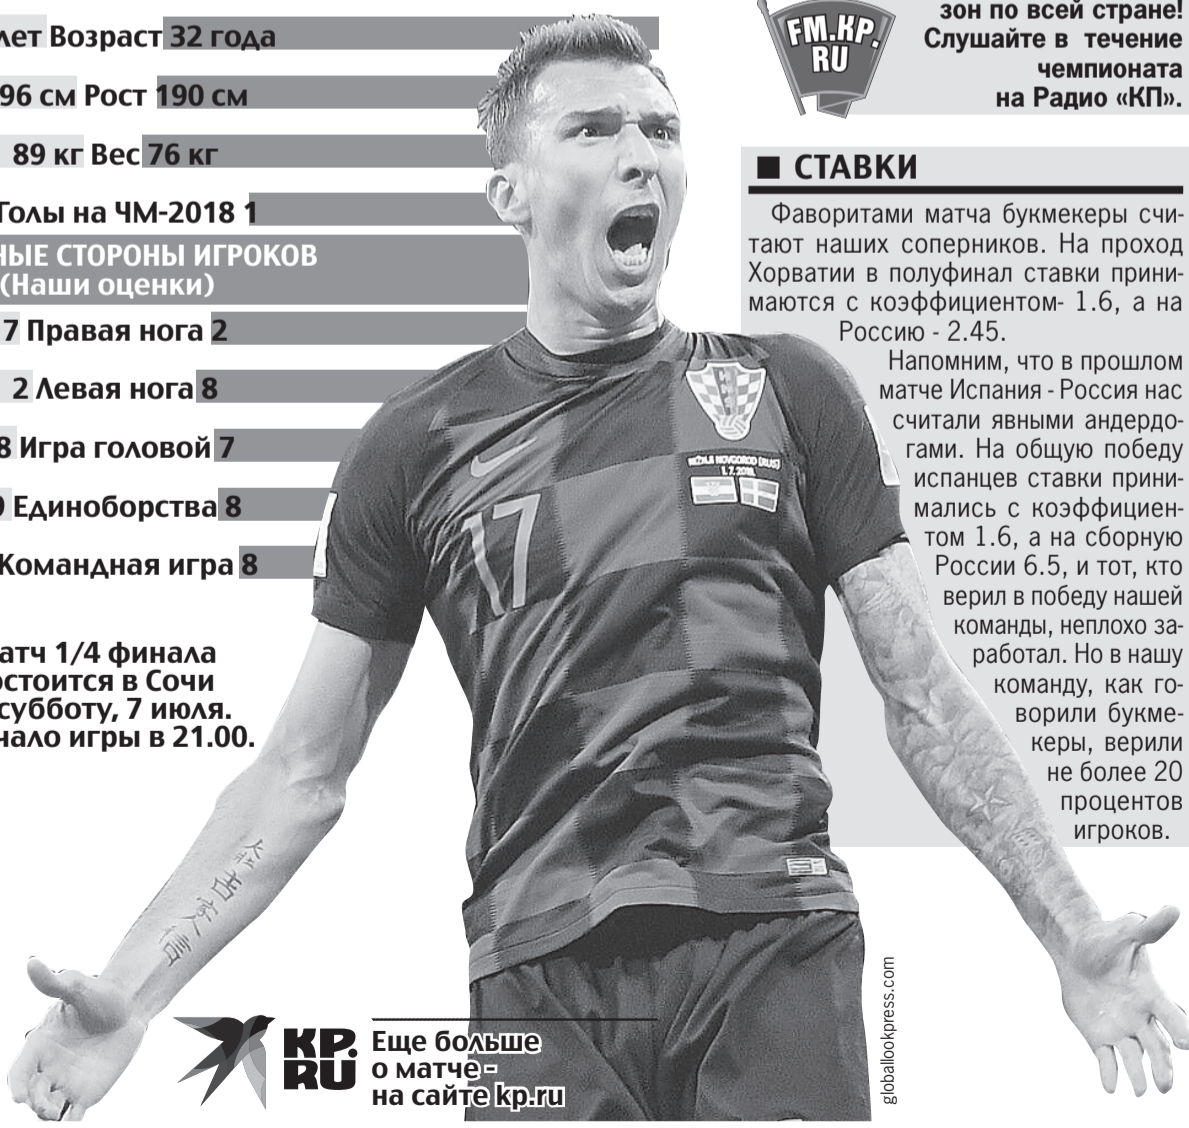 лет Возраст 32 года
96 см Рост 190 см
89 кг Вес 76 кг
Голы на ЧМ-2018 1
НЫЕ СТОРОНЫ ИГРОКОВ
(Наши оценки)
7 Правая нога 2
2 Левая нога 8
8 Игра головой 7
Единоборства 8
Командная игра 8
атч 1/4 финала
остоится в Сочи
субботу, 7 июля.
чало игры в 21.00.
FM.KP.
RU
зон по всей стране!
Слушайте в течение
чемпионата
на Радио «КП».
■ СТАВКИ
Фаворитами матча букмекеры счи-
тают наших соперников. На проход
Хорватии в полуфинал ставки прини-
маются с коэффициентом- 1.6, а на
Россию - 2.45.
Напомним, что в прошлом
матче Испания - Россия нас
считали явными андердо-
гами. На общую победу
испанцев ставки прини-
мались с коэффициен-
том 1.6, а на сборную
России 6.5, и тот, кто
верил в победу нашей
команды, неплохо за-
работал. Но в нашу
команду, как го-
ворили букме-
керы, верили
не более 20
процентов
игроков.
NIZHNJI NOVGOROD (RUS)
1.7.2018.
17
KP.
RU
Еще больше
о матче -
на сайте kp.ru
globallookpress.com